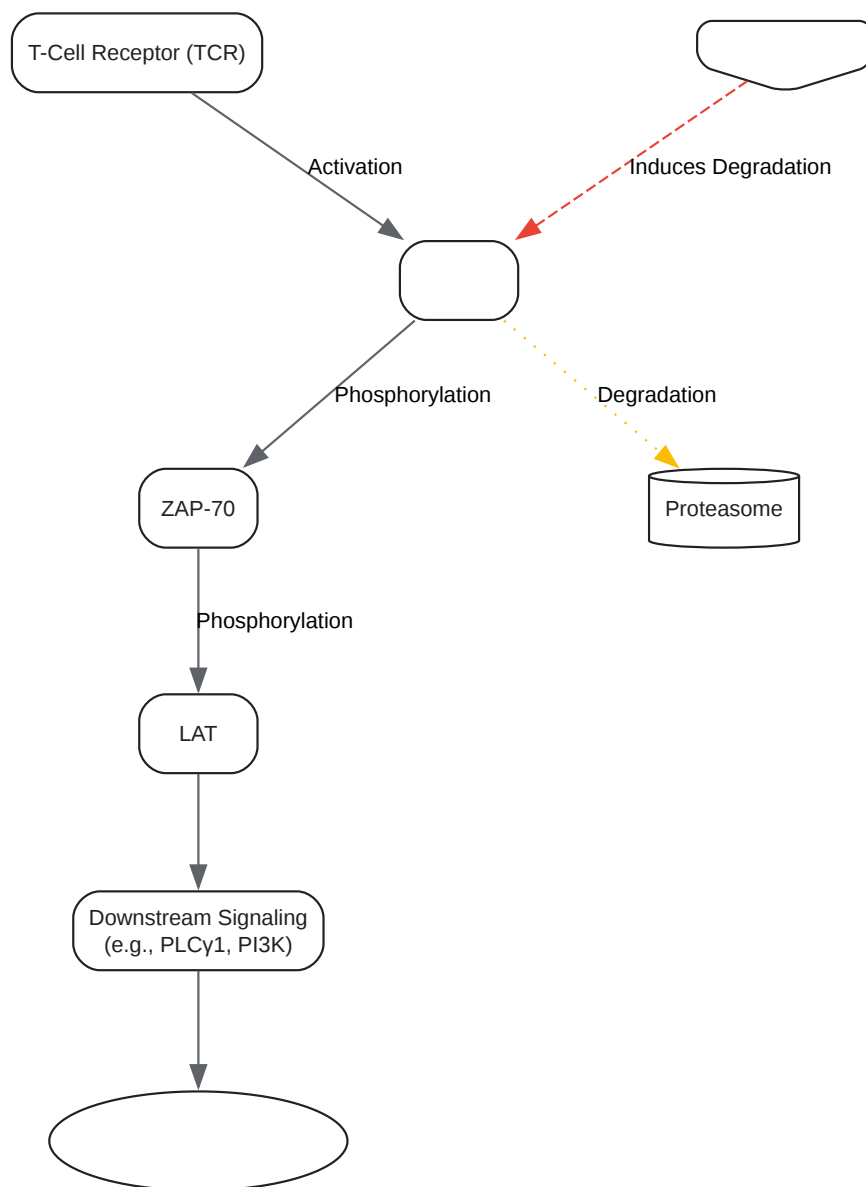 T-Cell Receptor (TCR)
Activation
Induces Degradation
Phosphorylation
Degradation
ZAP-70
Proteasome
Phosphorylation
LAT
Downstream Signaling
(e.g., PLCγ1, PI3K)